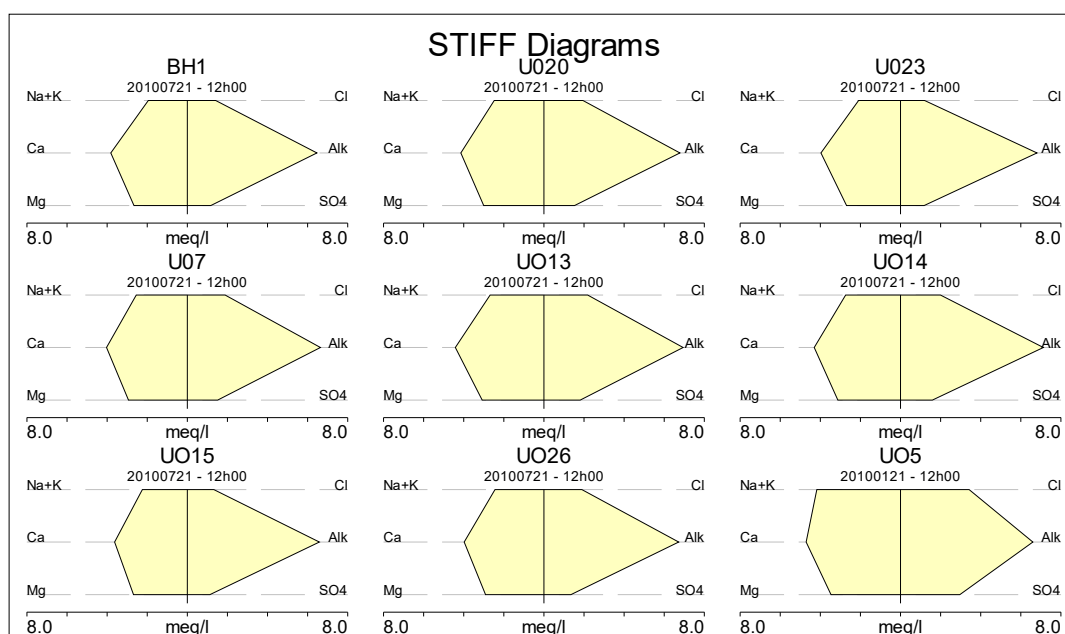 STIFF Diagrams
BH1 U020 U023
20100721 - 12h00 20100721 - 12h00 20100721 - 12h00
Na+K Cl Na+K Cl Na+K Cl
Ca Alk Ca Alk Ca Alk
Mg SO4 Mg SO4 Mg SO4
8.0 meq/l 8.0 8.0 meq/l 8.0 8.0 meq/l 8.0
U07 UO13 UO14
20100721 - 12h00 20100721 - 12h00 20100721 - 12h00
Na+K Cl Na+K Cl Na+K Cl
Ca Alk Ca Alk Ca Alk
Mg SO4 Mg SO4 Mg SO4
8.0 meq/l 8.0 8.0 meq/l 8.0 8.0 meq/l 8.0
UO15 UO26 UO5
20100721 - 12h00 20100721 - 12h00 20100121 - 12h00
Na+K Cl Na+K Cl Na+K Cl
Ca Alk Ca Alk Ca Alk
Mg SO4 Mg SO4 Mg SO4
8.0 meq/l 8.0 8.0 meq/l 8.0 8.0 meq/l 8.0